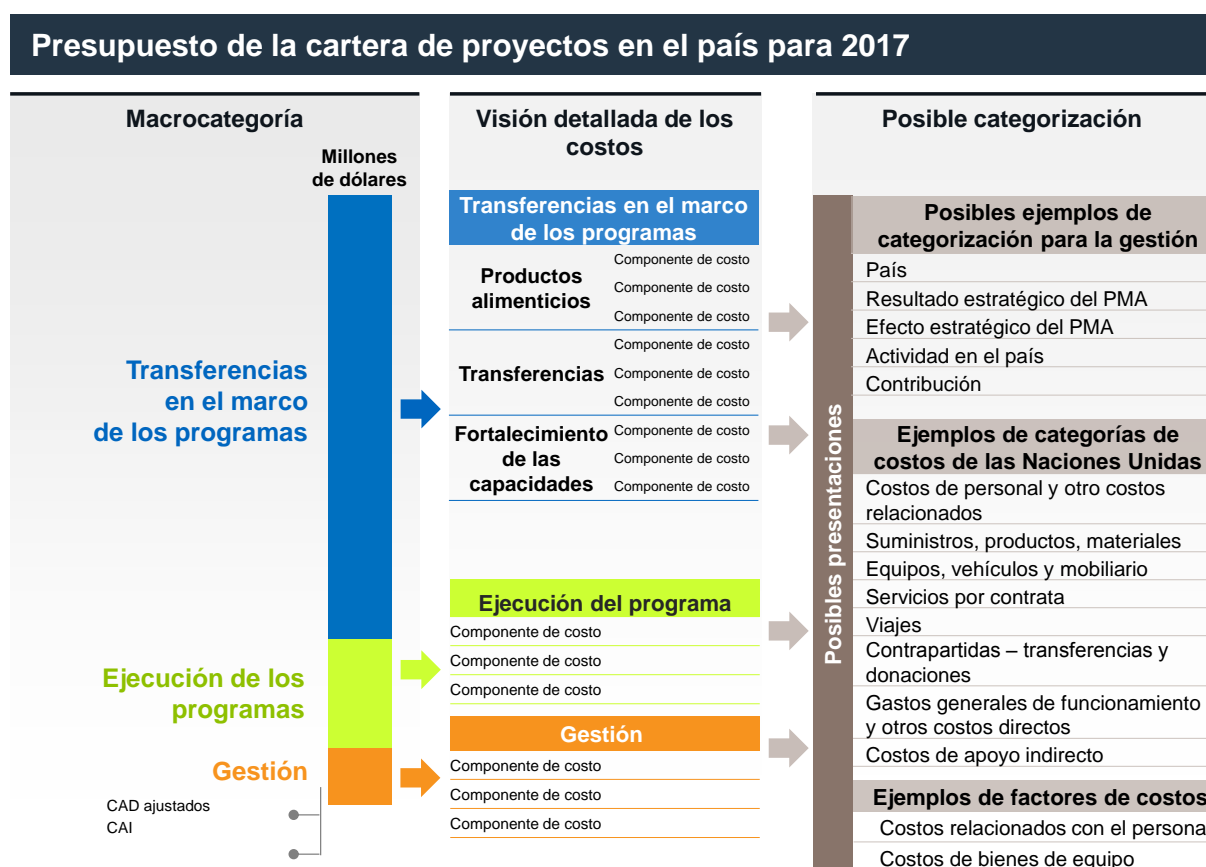 Presupuesto de la cartera de proyectos en el país para 2017
Macrocategoría
Millones
de dólares
Transferencias
en el marco
de los programas
Ejecución de los
programas
Gestión
CAD ajustados
CAI
Visión detallada de los
costos
Transferencias en el marco
de los programas
Productos
alimenticios
Componente de costo
Componente de costo
Componente de costo
Transferencias
Componente de costo
Componente de costo
Componente de costo
Fortalecimiento
de las
capacidades
Componente de costo
Componente de costo
Componente de costo
Ejecución del programa
Componente de costo
Componente de costo
Componente de costo
Gestión
Componente de costo
Componente de costo
Componente de costo
Posible categorización
Posibles presentaciones
Posibles ejemplos de
categorización para la gestión
País
Resultado estratégico del PMA
Efecto estratégico del PMA
Actividad en el país
Contribución
Ejemplos de categorías de
costos de las Naciones Unidas
Costos de personal y otro costos
relacionados
Suministros, productos, materiales
Equipos, vehículos y mobiliario
Servicios por contrata
Viajes
Contrapartidas – transferencias y
donaciones
Gastos generales de funcionamiento
y otros costos directos
Costos de apoyo indirecto
Ejemplos de factores de costos
Costos relacionados con el persona
Costos de bienes de equipo